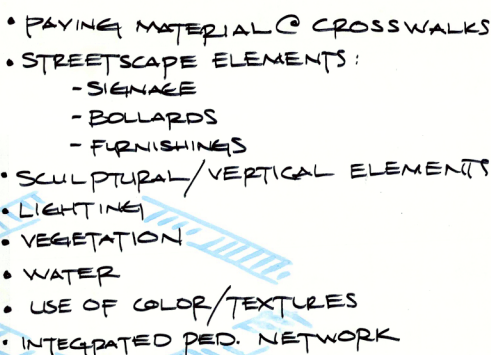 • PAVING MATERIAL @ CROSSWALKS
• STREETSCAPE ELEMENTS:
- SIGNAGE
- BOLLARDS
- FURNISHINGS
• SCULPTURAL/VERTICAL ELEMENTS
• LIGHTING
• VEGETATION
• WATER
• USE OF COLOR/TEXTURES
• INTEGRATED PED. NETWORK